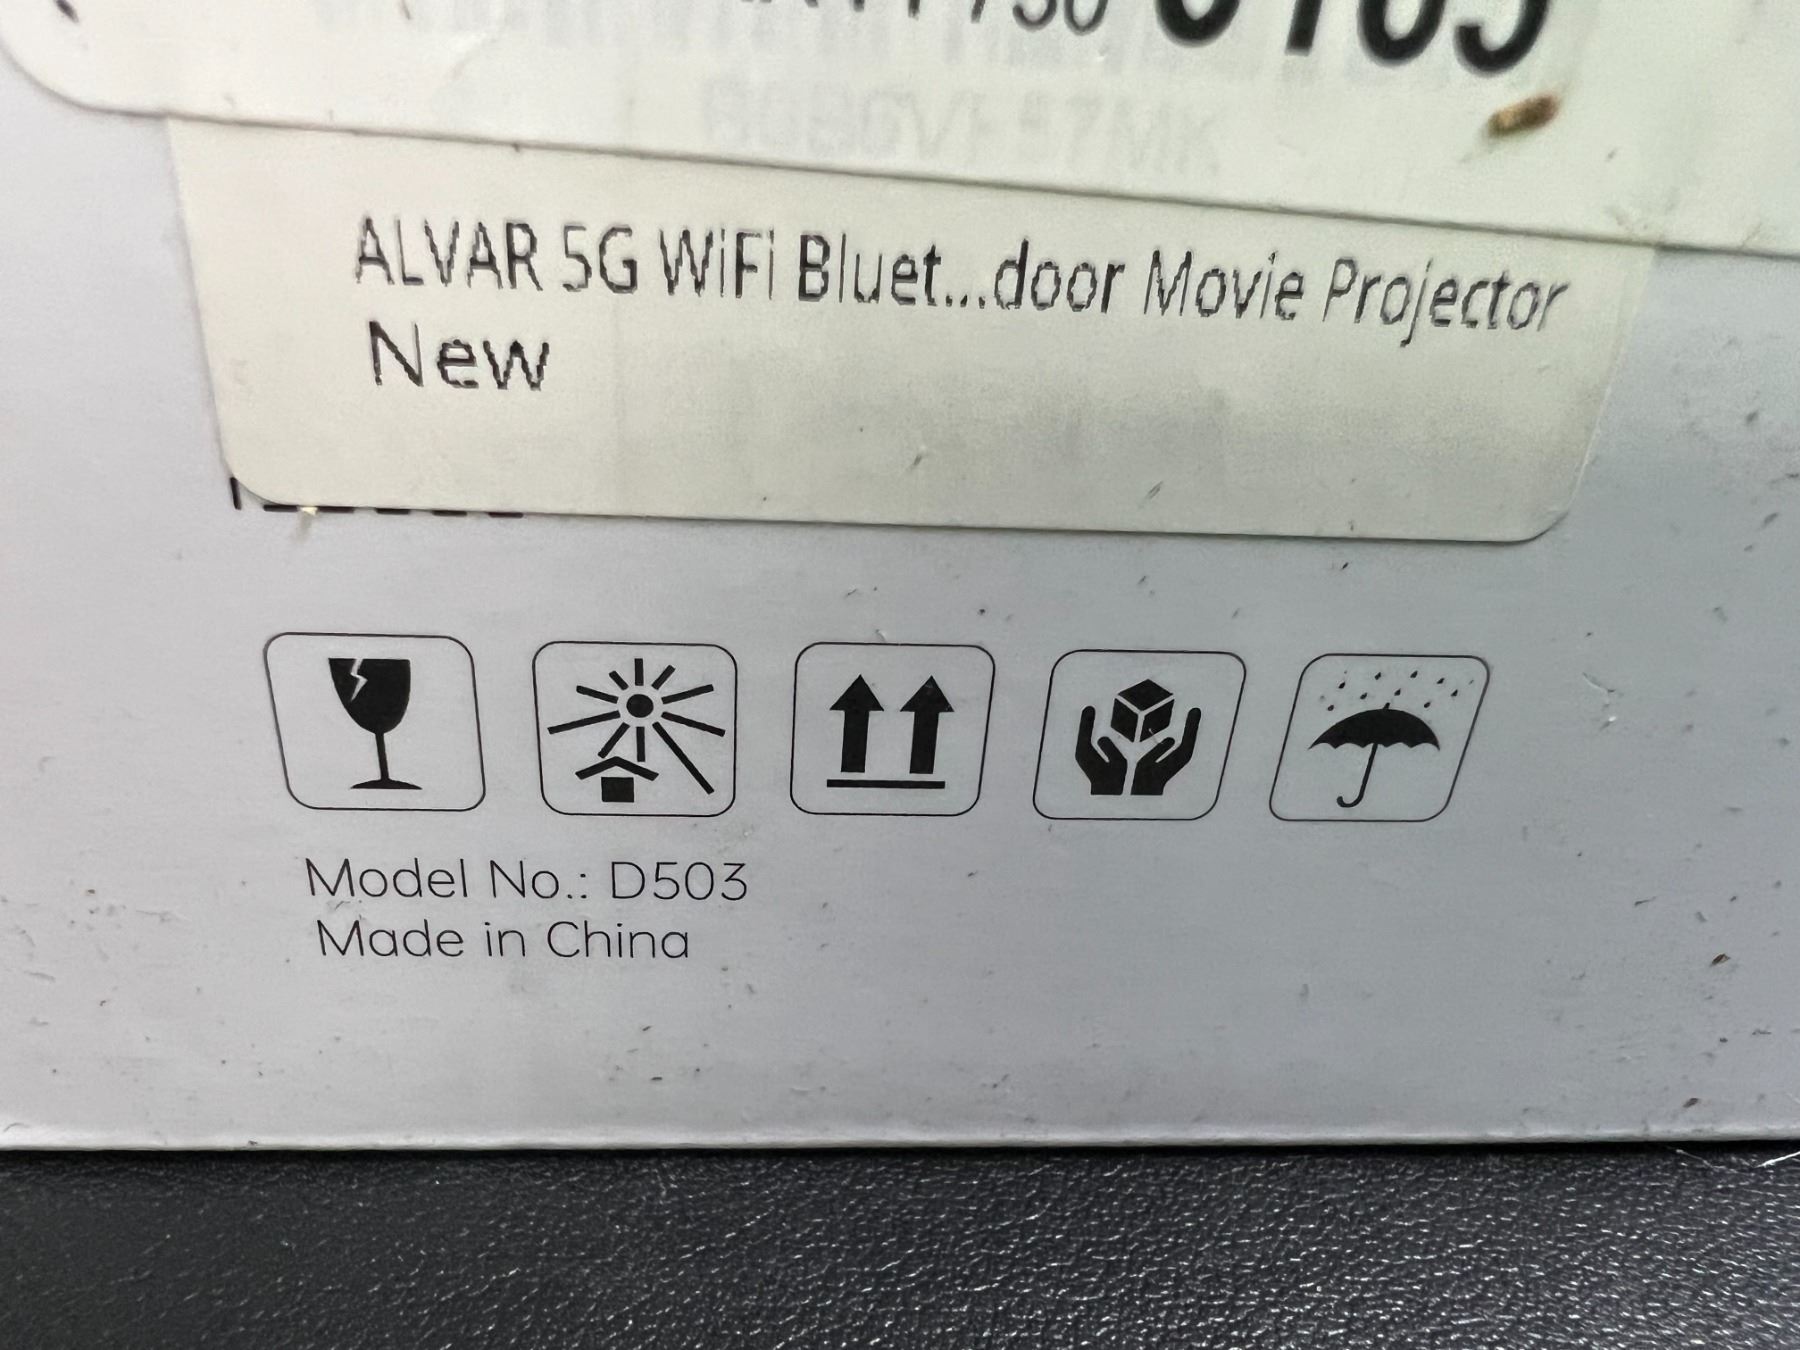 ALVAR 5G WiFi Bluet...door Movie Projector
New
Model No.: D503
Made in China